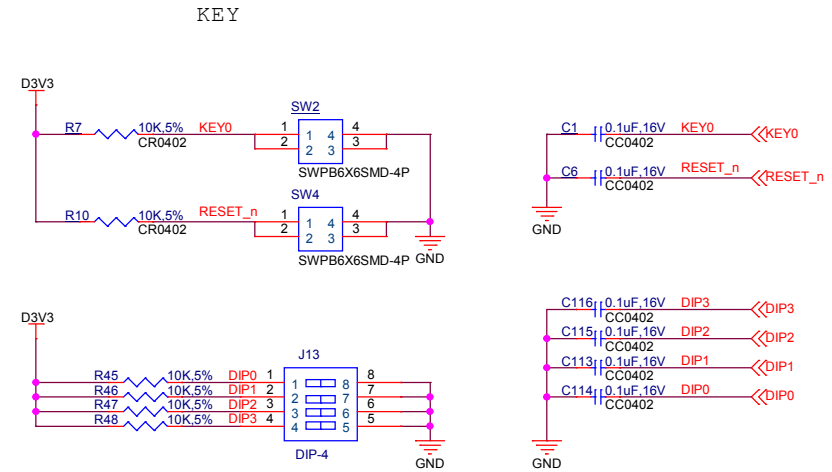 KEY
D3V3
R7 10K,5% KEY0
CR0402
SW2
1 1 4 4
2 2 3 3
SWPB6X6SMD-4P
R10 10K,5% RESET_n
CR0402
SW4
1 1 4 4
2 2 3 3
SWPB6X6SMD-4P
GND
C1 0.1uF,16V KEY0 KEY0
CC0402
C6 0.1uF,16V RESET_n RESET_n
CC0402
GND
D3V3
J13
R45 10K,5% DIP0 1 1 8 8
R46 10K,5% DIP1 2 2 7 7
R47 10K,5% DIP2 3 3 6 6
R48 10K,5% DIP3 4 4 5 5
DIP-4
GND
C116 0.1uF,16V DIP3 DIP3
CC0402
C115 0.1uF,16V DIP2 DIP2
CC0402
C113 0.1uF,16V DIP1 DIP1
CC0402
C114 0.1uF,16V DIP0 DIP0
CC0402
GND